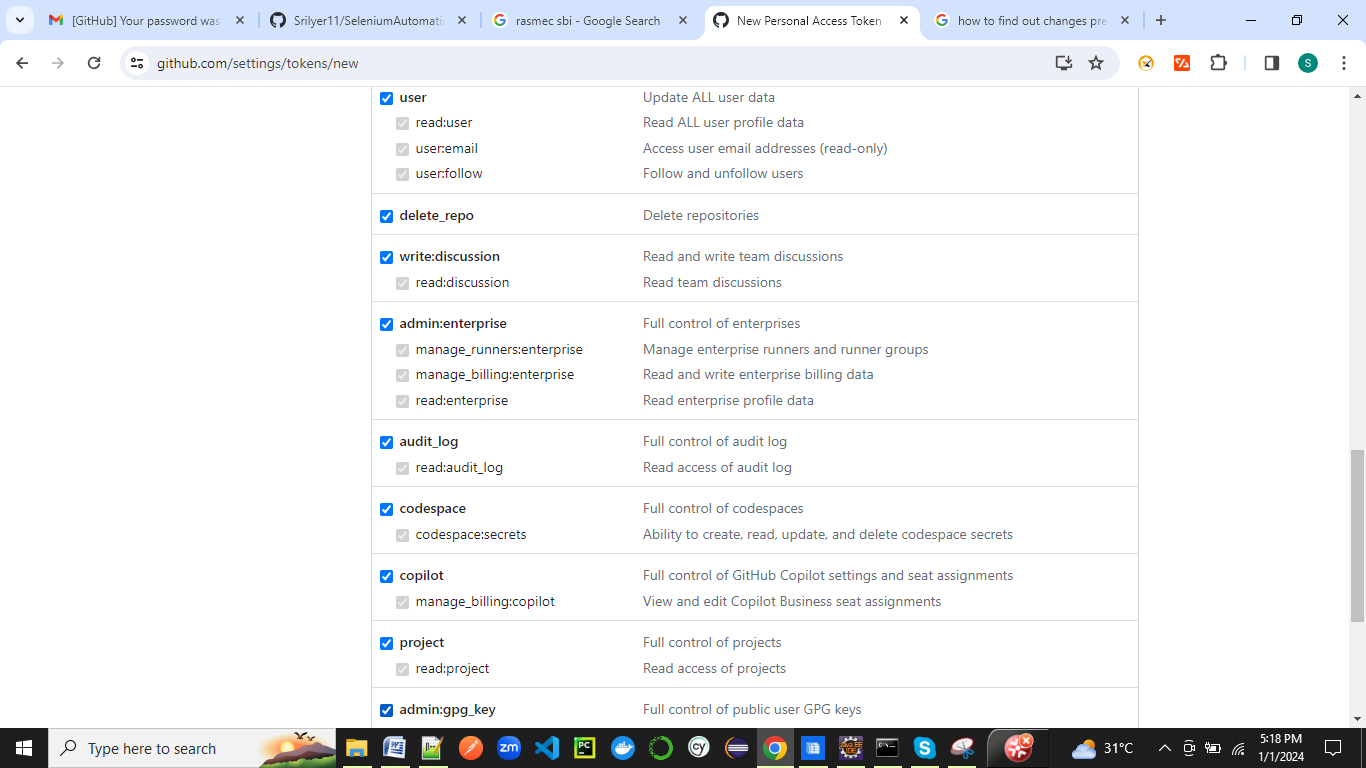 [GitHub] Your password was
Srilyer11/SeleniumAutomatio
rasmec sbi - Google Search
New Personal Access Token
how to find out changes pre
github.com/settings/tokens/new
S
user Update ALL user data
read:user Read ALL user profile data
user:email Access user email addresses (read-only)
user:follow Follow and unfollow users
delete_repo Delete repositories
write:discussion Read and write team discussions
read:discussion Read team discussions
admin:enterprise Full control of enterprises
manage_runners:enterprise Manage enterprise runners and runner groups
manage_billing:enterprise Read and write enterprise billing data
read:enterprise Read enterprise profile data
audit_log Full control of audit log
read:audit_log Read access of audit log
codespace Full control of codespaces
codespace:secrets Ability to create, read, update, and delete codespace secrets
copilot Full control of GitHub Copilot settings and seat assignments
manage_billing:copilot View and edit Copilot Business seat assignments
project Full control of projects
read:project Read access of projects
admin:gpg_key Full control of public user GPG keys
Type here to search
zm
PC
cy
31°C
5:18 PM
1/1/2024